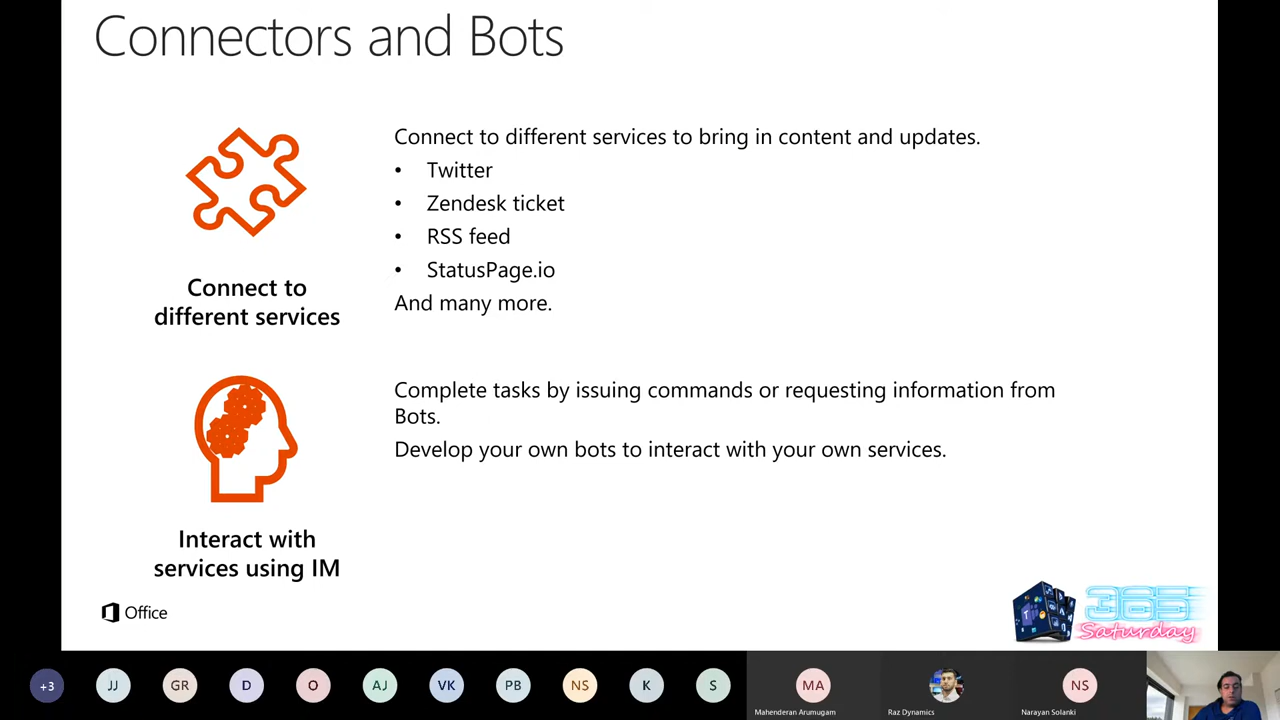 Connectors and Bots
Connect to different services to bring in content and updates.
• Twitter
• Zendesk ticket
• RSS feed
• StatusPage.io
And many more.
Connect to
different services
Complete tasks by issuing commands or requesting information from
Bots.
Develop your own bots to interact with your own services.
Interact with
services using IM
Office
365
Saturday
+3
JJ
GR
D
O
AJ
VK
PB
NS
K
S
MA
NS
Mahenderan Arumugam
Raz Dynamics
Narayan Solanki